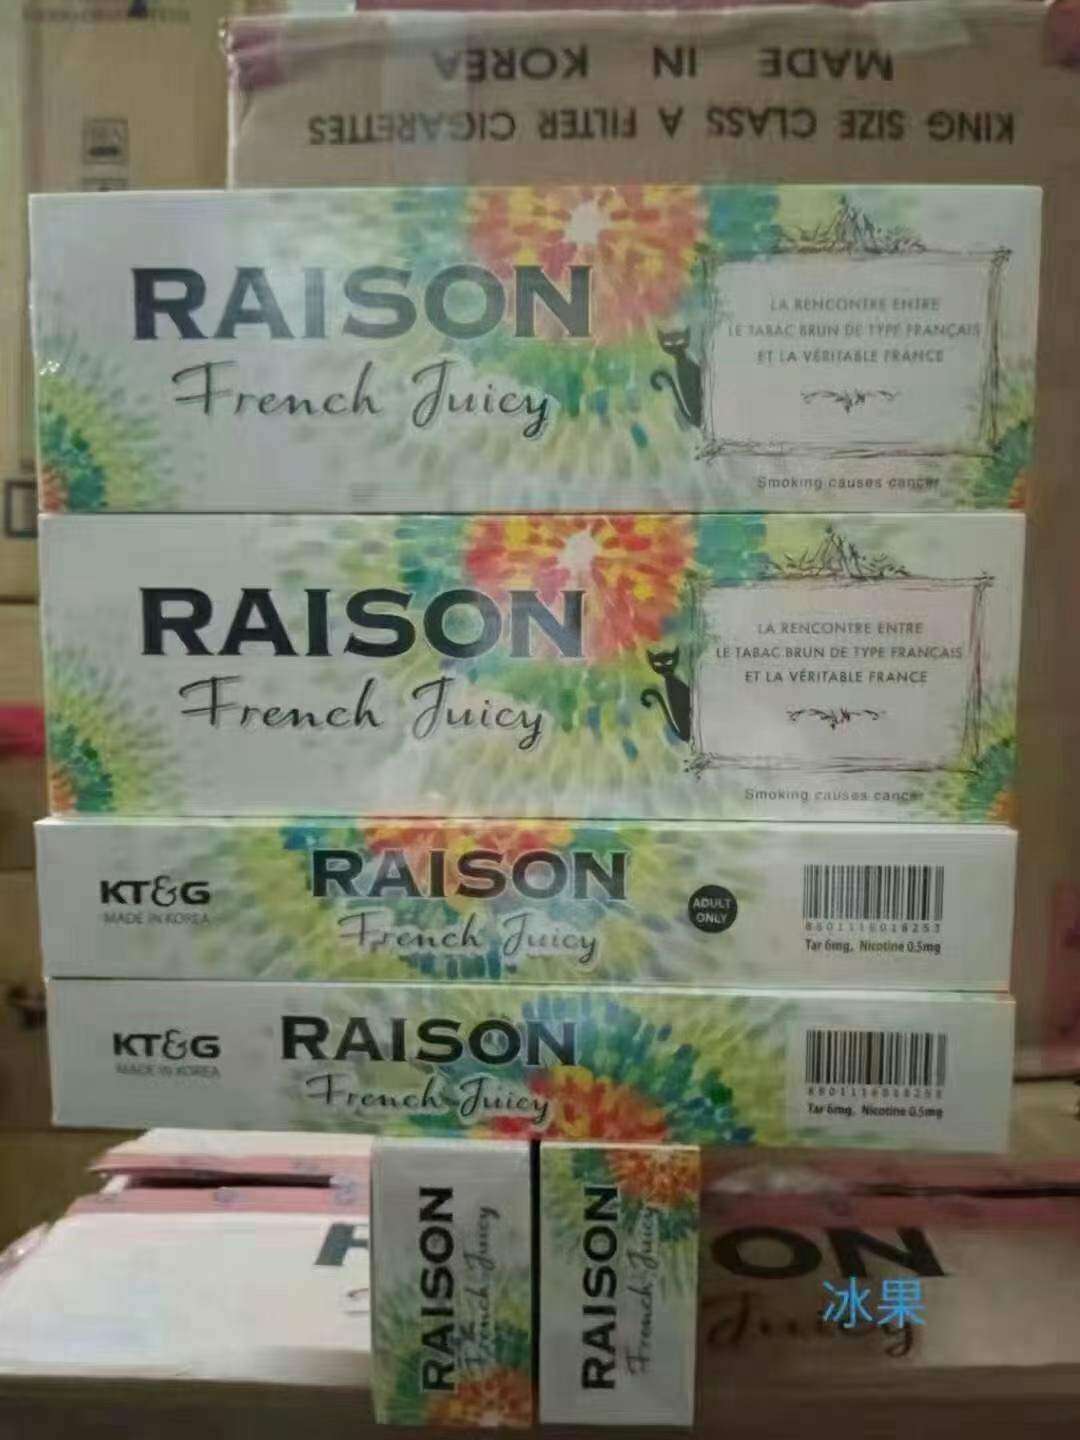 MADE IN KOREA
KING SIZE CLASS A FILTER CIGARETTES
RAISON
French Juicy
LA RENCONTRE ENTRE
LE TABAC BRUN DE TYPE FRANÇAIS
ET LA VÉRITABLE FRANCE
Smoking causes cancer
RAISON
French Juicy
LA RENCONTRE ENTRE
LE TABAC BRUN DE TYPE FRANÇAIS
ET LA VÉRITABLE FRANCE
Smoking causes cancer
KT&G
MADE IN KOREA
RAISON
French Juicy
ADULT
ONLY
Tar 6mg, Nicotine 0.5mg
KT&G
MADE IN KOREA
RAISON
French Juicy
Tar 6mg, Nicotine 0.5mg
RAISON
French Juicy
RAISON
French Juicy
ON
Juicy
冰果